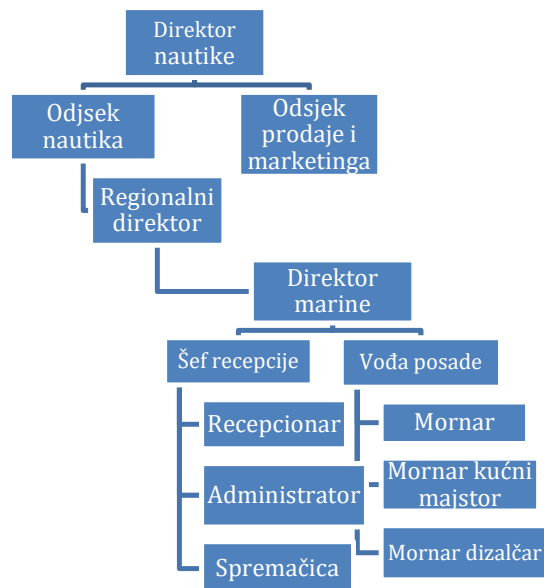 Direktor
nautike
Odjsek
nautika
Odsjek
prodaje i
marketinga
Regionalni
direktor
Direktor
marine
Šef recepcije
Vođa posade
Recepcionar
Mornar
Administrator
Mornar kućni
majstor
Spremačica
Mornar dizalčar